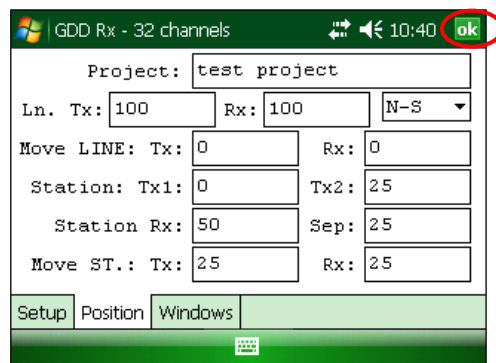 GDD Rx - 32 channels 10:40 ok
Project: test project
Ln. Tx: 100 Rx: 100 N-S
Move LINE: Tx: 0 Rx: 0
Station: Tx1: 0 Tx2: 25
Station Rx: 50 Sep: 25
Move ST.: Tx: 25 Rx: 25
Setup Position Windows